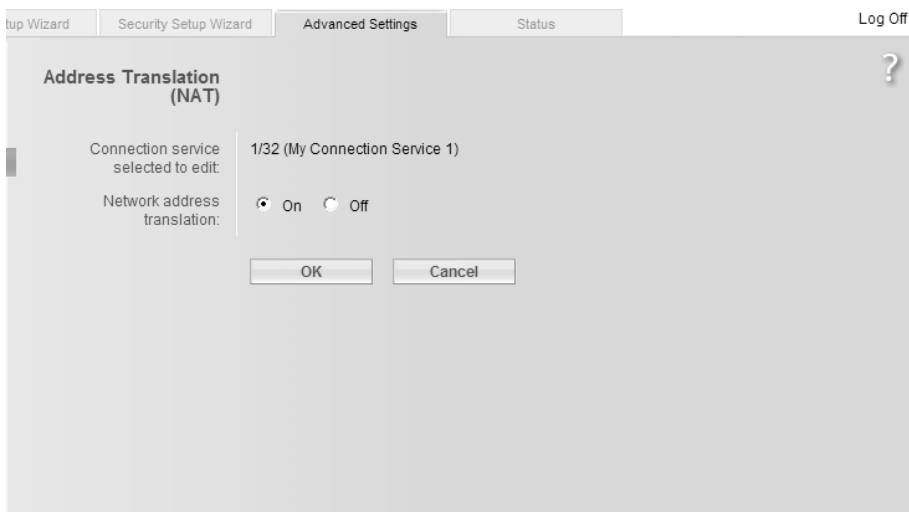 tup Wizard
Security Setup Wizard
Advanced Settings
Status
Log Off
?
Address Translation
(NAT)
Connection service
selected to edit:
1/32 (My Connection Service 1)
Network address
translation:
On
Off
OK
Cancel